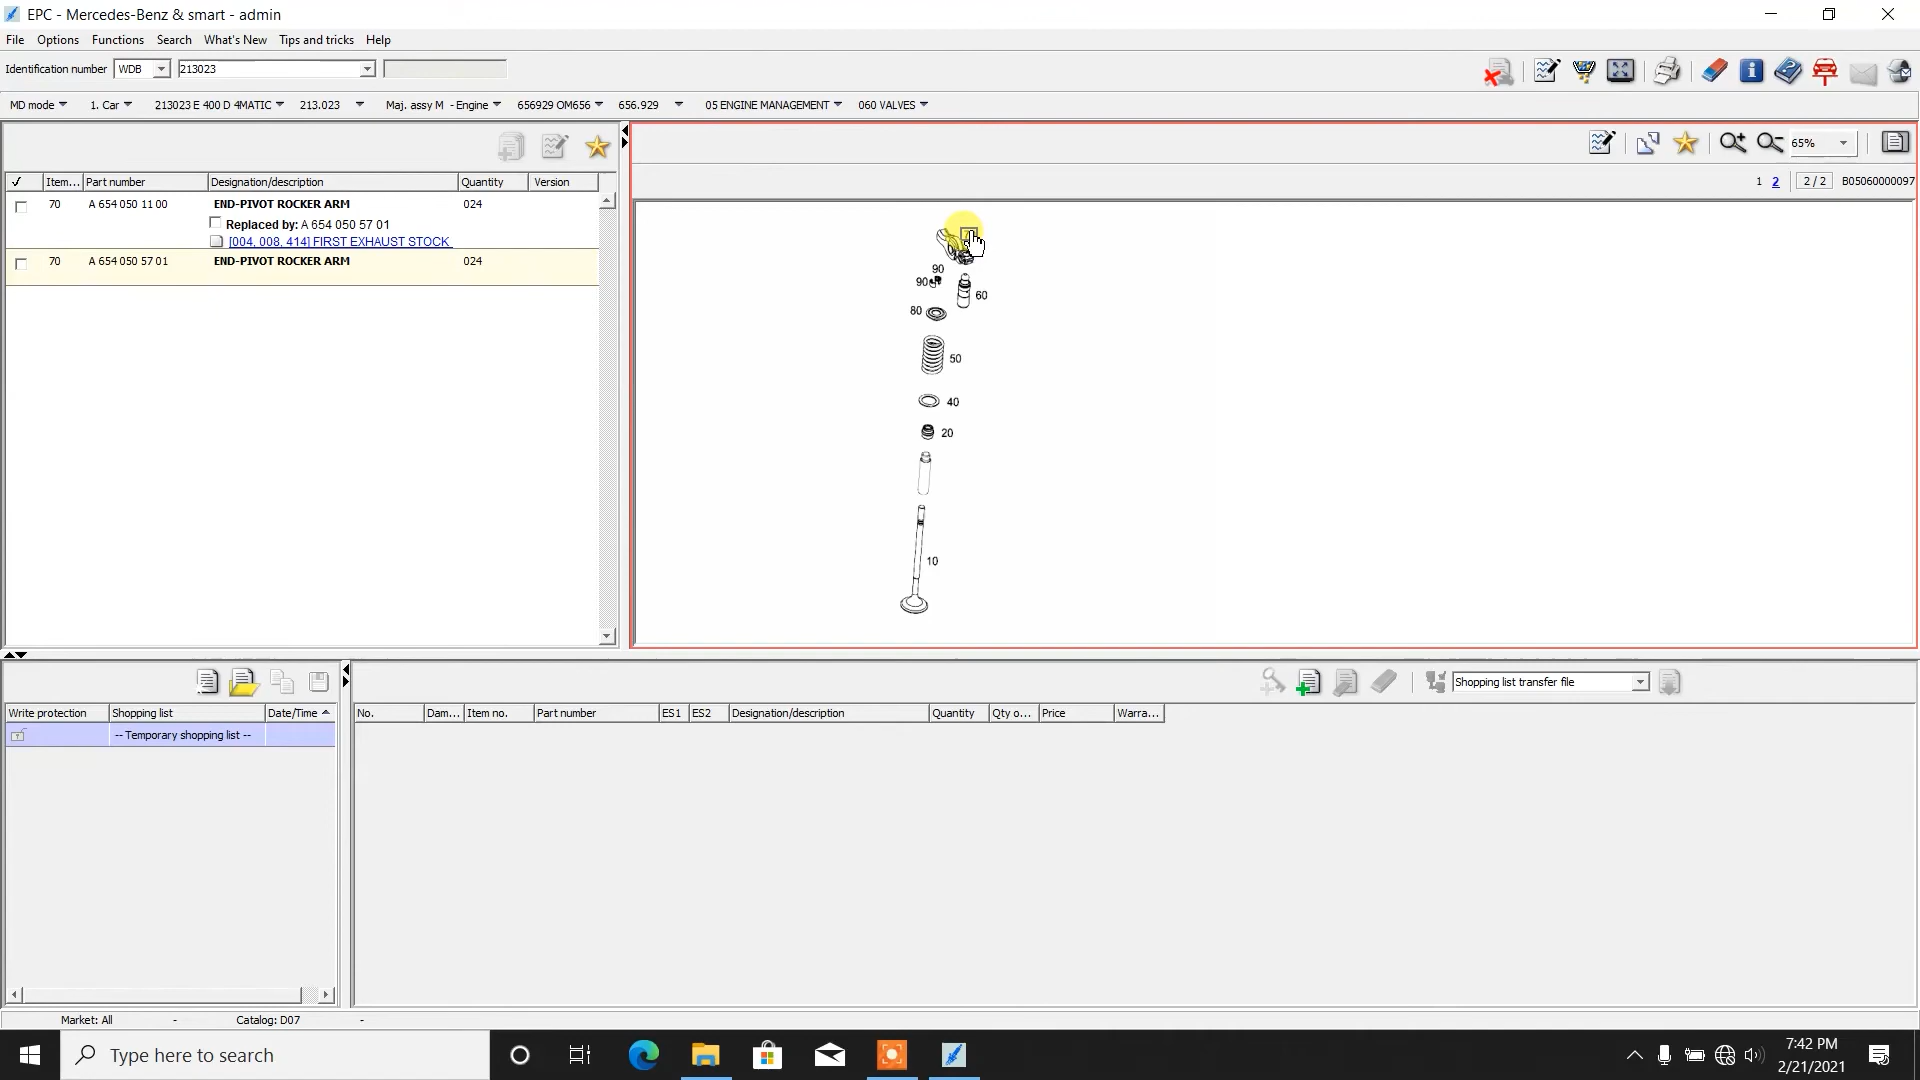 EPC - Mercedes-Benz & smart - admin
File Options Functions Search What's New Tips and tricks Help
Identification number WDB 213023
MD mode 1. Car 213023 E 400 D 4MATIC 213.023 Maj. assy M - Engine 656929 OM656 656.929 05 ENGINE MANAGEMENT 060 VALVES
65%
1 2 2 / 2 B05060000097
Item... Part number Designation/description Quantity Version
70 A 654 050 11 00 END-PIVOT ROCKER ARM 024
Replaced by: A 654 050 57 01
[004, 008, 414] FIRST EXHAUST STOCK
70 A 654 050 57 01 END-PIVOT ROCKER ARM 024
90
90
60
80
50
40
20
10
Shopping list transfer file
Write protection Shopping list Date/Time
-- Temporary shopping list --
No. Dam... Item no. Part number ES1 ES2 Designation/description Quantity Qty o... Price Warra...
Market: All - Catalog: D07 -
Type here to search
7:42 PM
2/21/2021